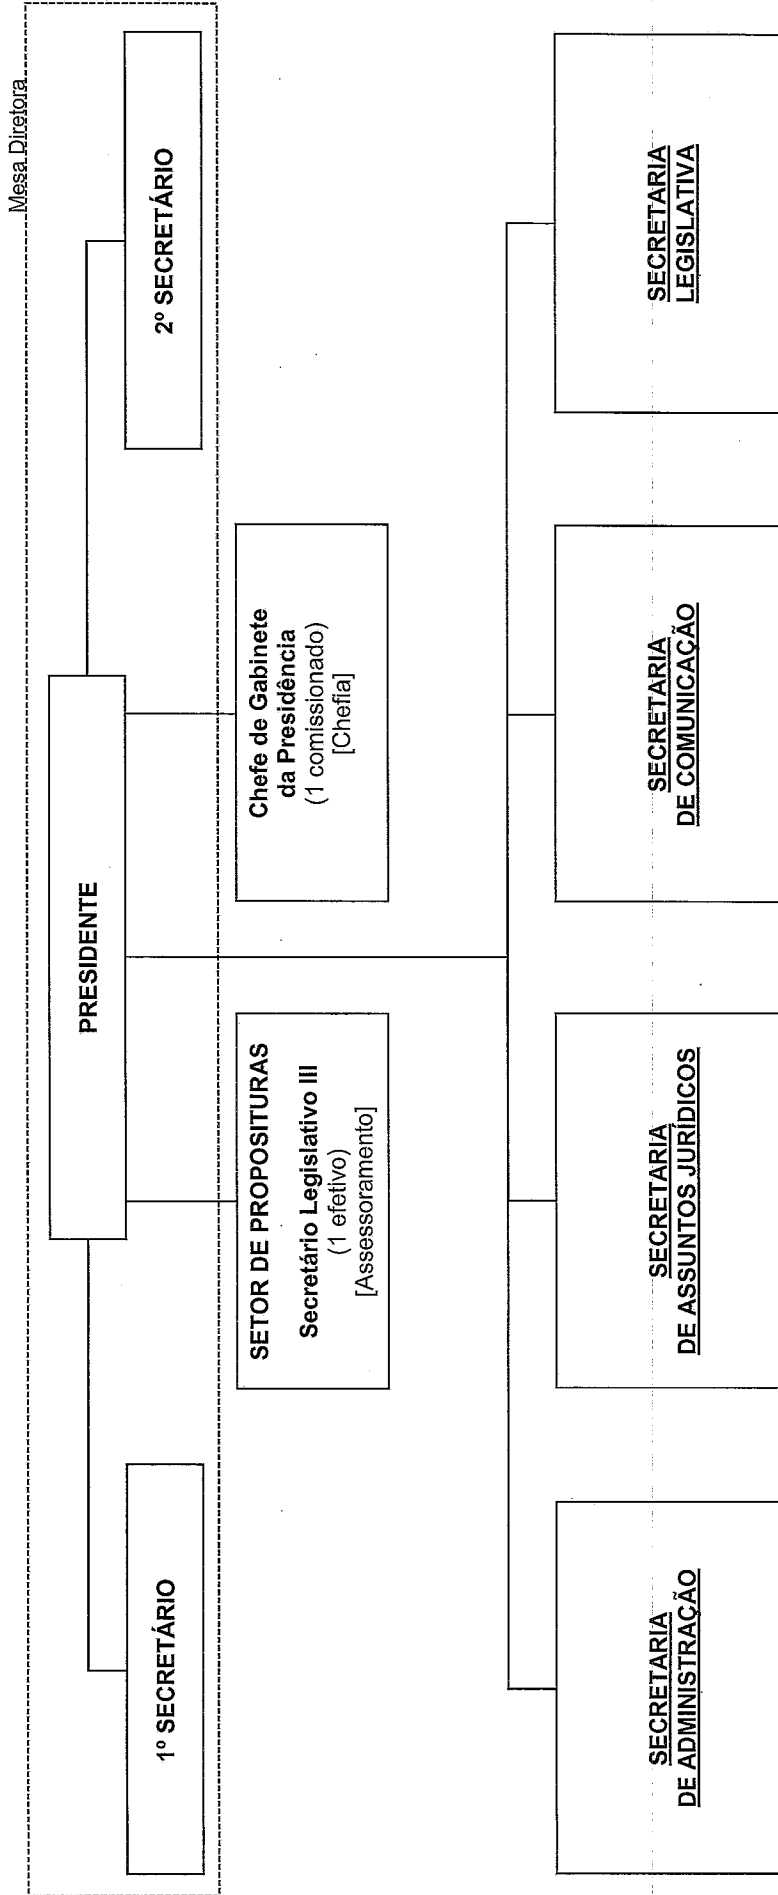 Mesa Diretora
PRESIDENTE
1º SECRETÁRIO
2º SECRETÁRIO
SETOR DE PROPOSITURAS
Secretário Legislativo III
(1 efetivo)
[Assessoramento]
Chefe de Gabinete
da Presidência
(1 comissionado)
[Chefia]
SECRETARIA
DE ADMINISTRAÇÃO
SECRETARIA
DE ASSUNTOS JURÍDICOS
SECRETARIA
DE COMUNICAÇÃO
SECRETARIA
LEGISLATIVA